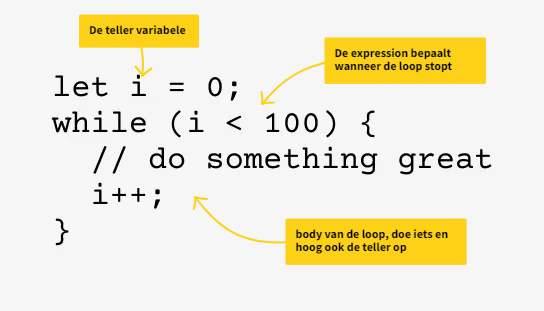 De teller variabele
De expression bepaalt
wanneer de loop stopt
let i = 0;
while (i < 100) {
// do something great
i++;
}
body van de loop, doe iets en
hoog ook de teller op